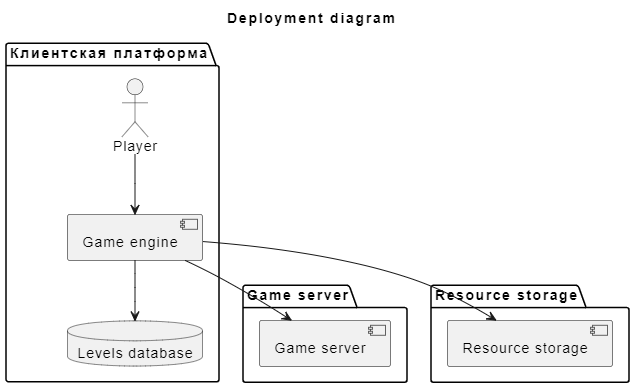 Deployment diagram
Клиентская платформа
Player
Game engine
Levels database
Game server
Game server
Resource storage
Resource storage